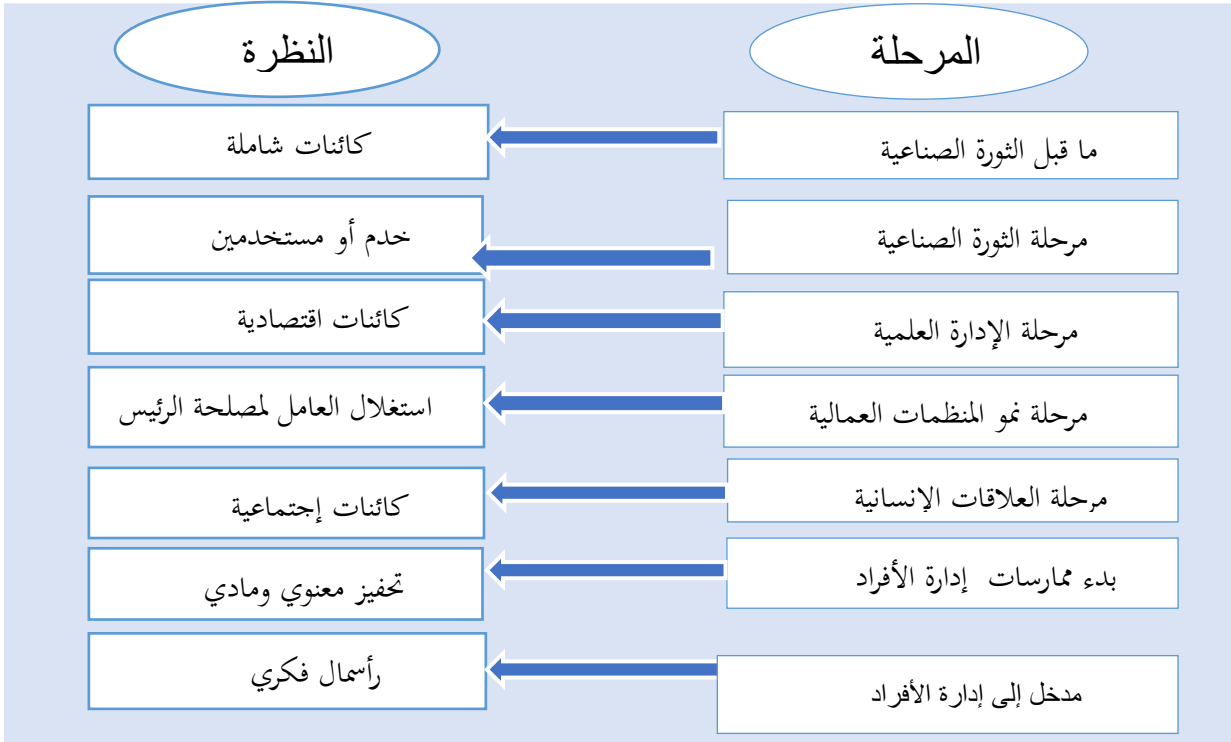 المرحلة
النظرة
ما قبل الثورة الصناعية
كائنات شاملة
مرحلة الثورة الصناعية
خدم أو مستخدمين
مرحلة الإدارة العلمية
كائنات اقتصادية
مرحلة نمو المنظمات العمالية
استغلال العامل لمصلحة الرئيس
مرحلة العلاقات الإنسانية
كائنات إجتماعية
بدء ممارسات إدارة الأفراد
تحفيز معنوي ومادي
مدخل إلى إدارة الأفراد
رأسمال فكري